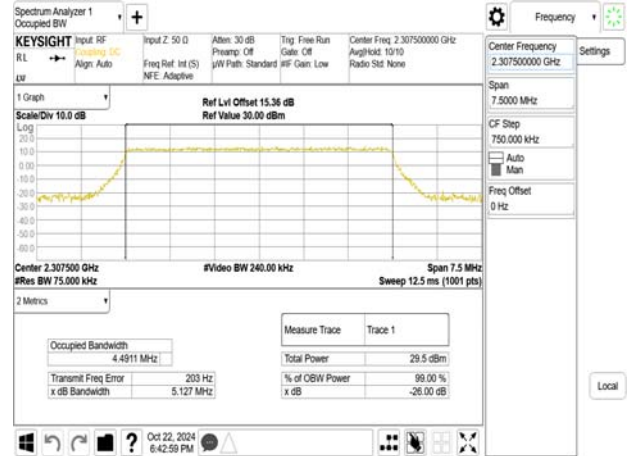 Spectrum Analyzer 1
Occupied BW
Frequency
KEYSIGHT
Input: RF
Coupling: DC
Align: Auto
Input Z: 50 Ω
Freq Ref: Int (S)
NFE: Adaptive
Atten: 30 dB
Preamp: Off
µW Path: Standard
Trig: Free Run
Gate: Off
#IF Gain: Low
Center Freq: 2.307500000 GHz
Avg|Hold: 10/10
Radio Std: None
RL
Center Frequency
2.307500000 GHz
Settings
Span
7.5000 MHz
CF Step
750.000 kHz
Auto
Man
Freq Offset
0 Hz
Local
1 Graph
Scale/Div 10.0 dB
Ref Lvl Offset 15.36 dB
Ref Value 30.00 dBm
Log
20.0
10.0
0.00
-10.0
-20.0
-30.0
-40.0
-50.0
-60.0
Center 2.307500 GHz
#Video BW 240.00 kHz
Span 7.5 MHz
#Res BW 75.000 kHz
Sweep 12.5 ms (1001 pts)
2 Metrics
Measure Trace Trace 1
Occupied Bandwidth
4.4911 MHz
Total Power 29.5 dBm
Transmit Freq Error 203 Hz
% of OBW Power 99.00 %
x dB Bandwidth 5.127 MHz
x dB -26.00 dB
Oct 22, 2024
6:42:59 PM